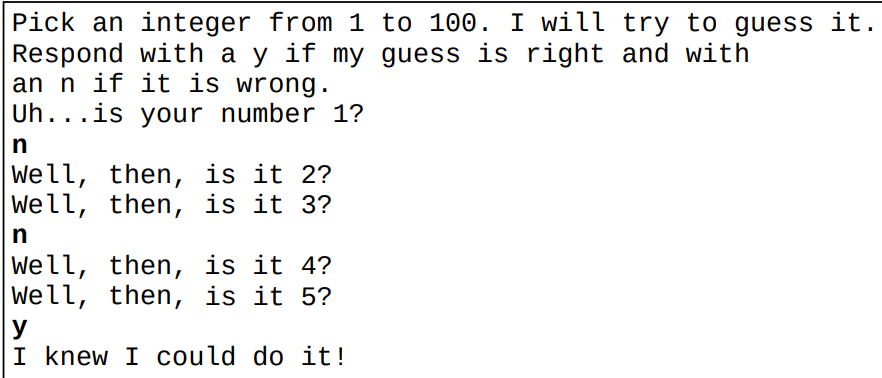 Pick an integer from 1 to 100. I will try to guess it.
Respond with a y if my guess is right and with
an n if it is wrong.
Uh...is your number 1?
n
Well, then, is it 2?
Well, then, is it 3?
n
Well, then, is it 4?
Well, then, is it 5?
y
I knew I could do it!